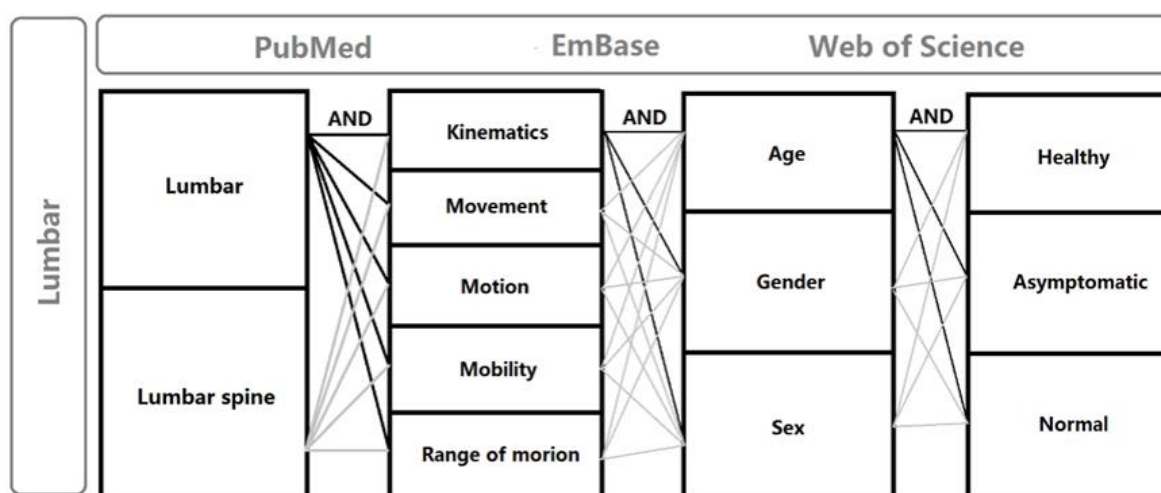 PubMed EmBase Web of Science
Lumbar
AND AND AND
Lumbar
Lumbar spine
Kinematics
Movement
Motion
Mobility
Range of morion
Age
Gender
Sex
Healthy
Asymptomatic
Normal